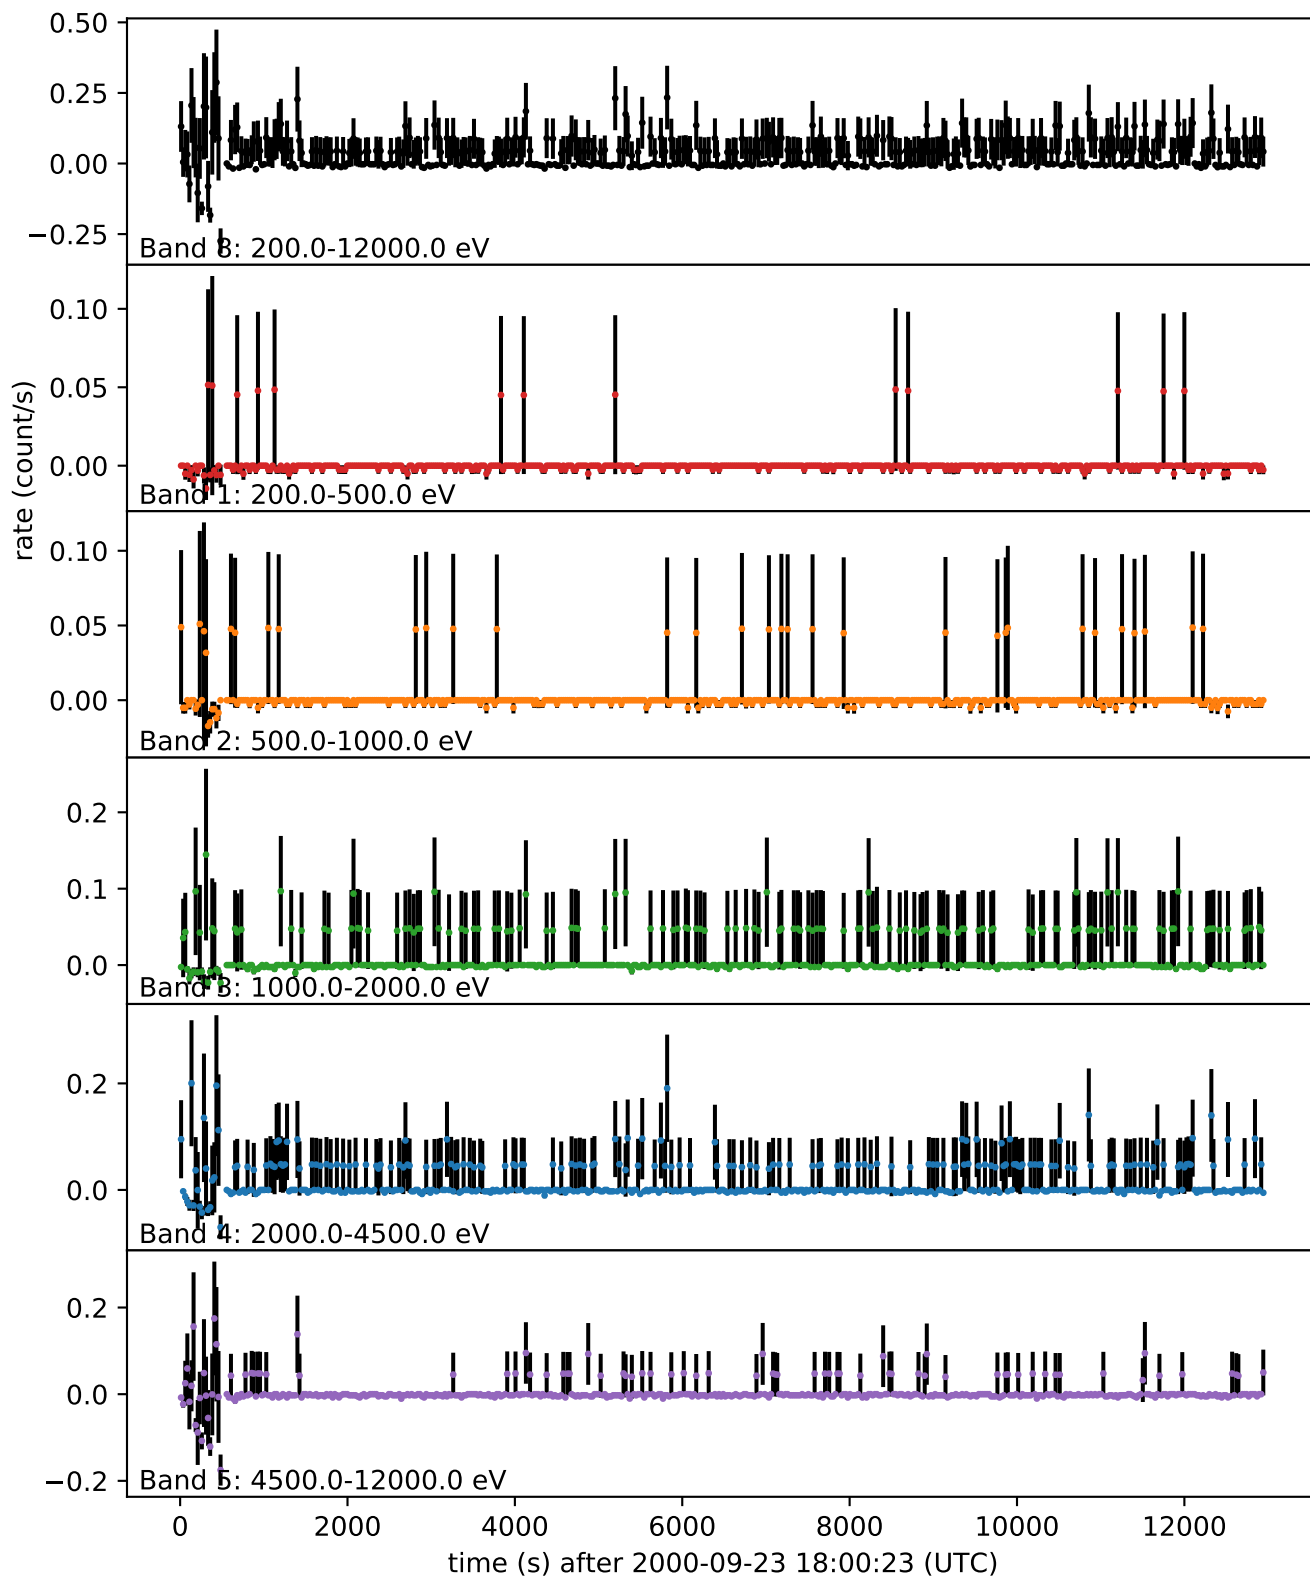 0.50
0.25
0.00
−0.25
Band 8: 200.0-12000.0 eV
0.10
0.05
0.00
Band 1: 200.0-500.0 eV
rate (count/s)
0.10
0.05
0.00
Band 2: 500.0-1000.0 eV
0.2
0.1
0.0
Band 3: 1000.0-2000.0 eV
0.2
0.0
Band 4: 2000.0-4500.0 eV
0.2
0.0
−0.2
Band 5: 4500.0-12000.0 eV
0 2000 4000 6000 8000 10000 12000
time (s) after 2000-09-23 18:00:23 (UTC)